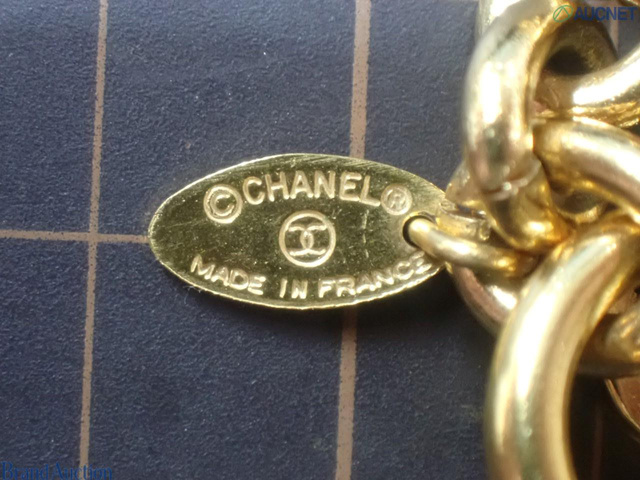 AUCNET
©CHANEL®
MADE IN FRANCE
Brand Auction